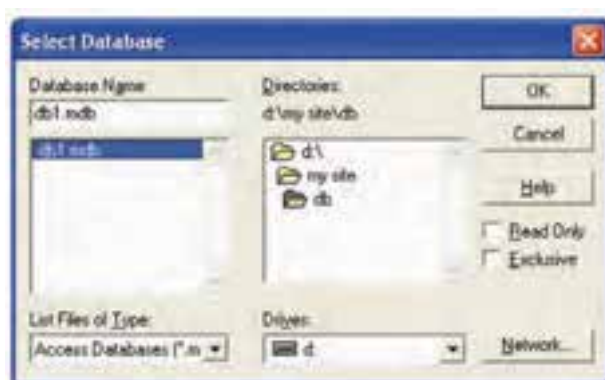 Select Database
Database Name
db1.mdb
db1.mdb
Directories:
d:\my site\db
d:\
my site
db
OK
Cancel
Help
Read Only
Exclusive
List Files of Type:
Access Databases (*.m
Drives:
d:
Network...